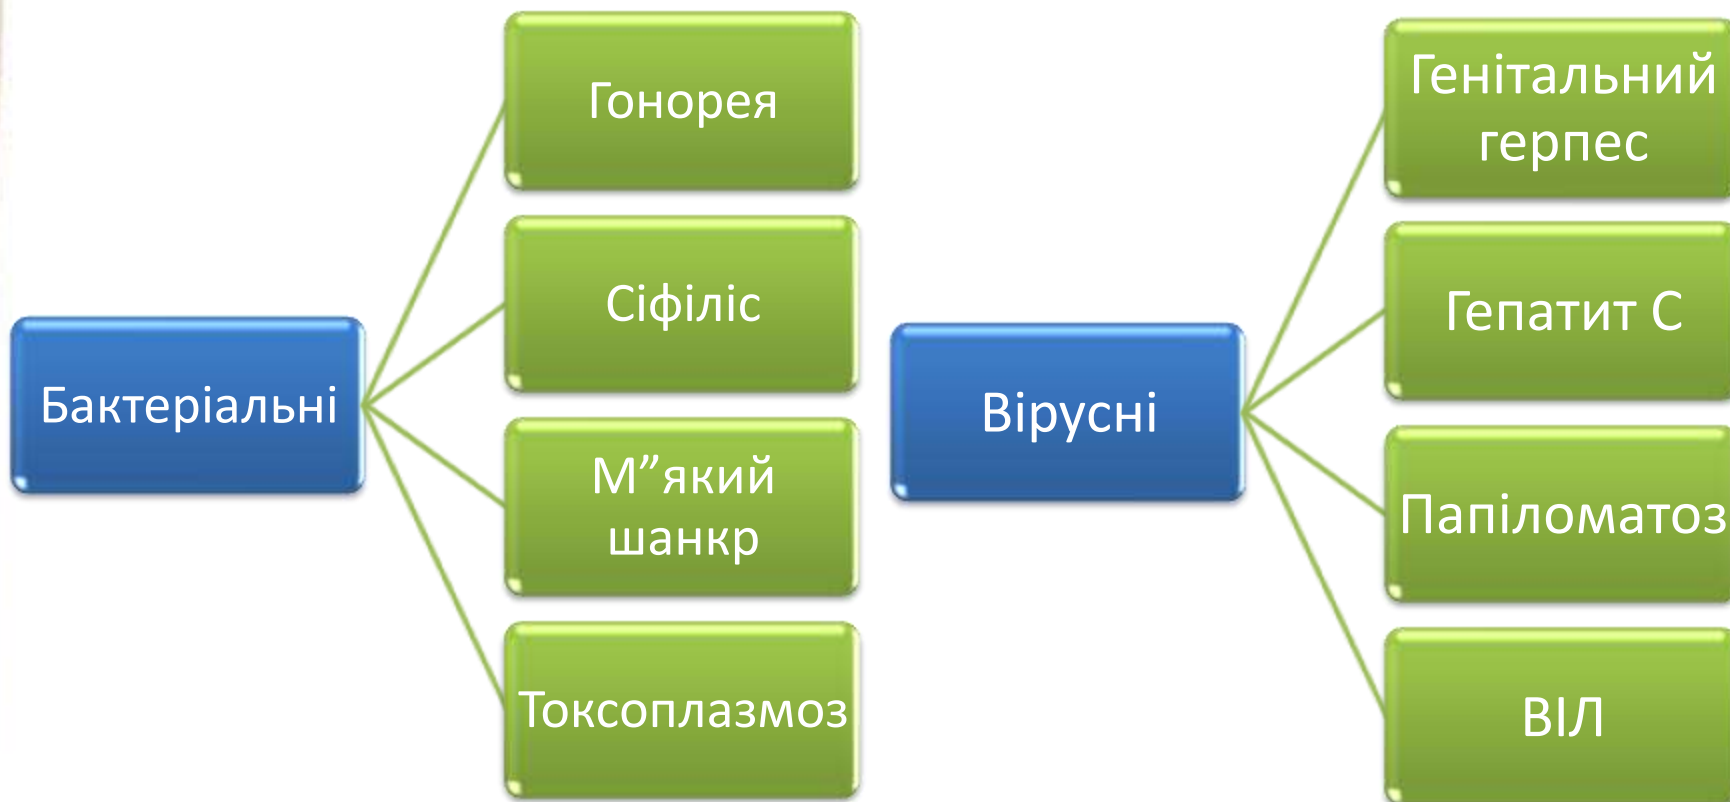 Бактеріальні
Гонорея
Сіфіліс
М”який
шанкр
Токсоплазмоз
Вірусні
Генітальний
герпес
Гепатит С
Папіломатоз
ВІЛ